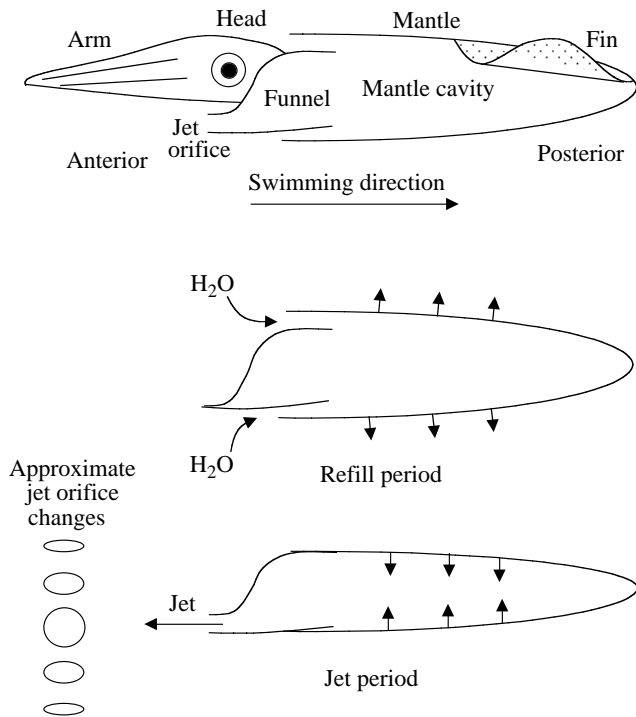 Head
Mantle
Arm
Fin
Funnel
Mantle cavity
Jet
orifice
Anterior
Posterior
Swimming direction
H2O
H2O
Refill period
Approximate
jet orifice
changes
Jet
Jet period